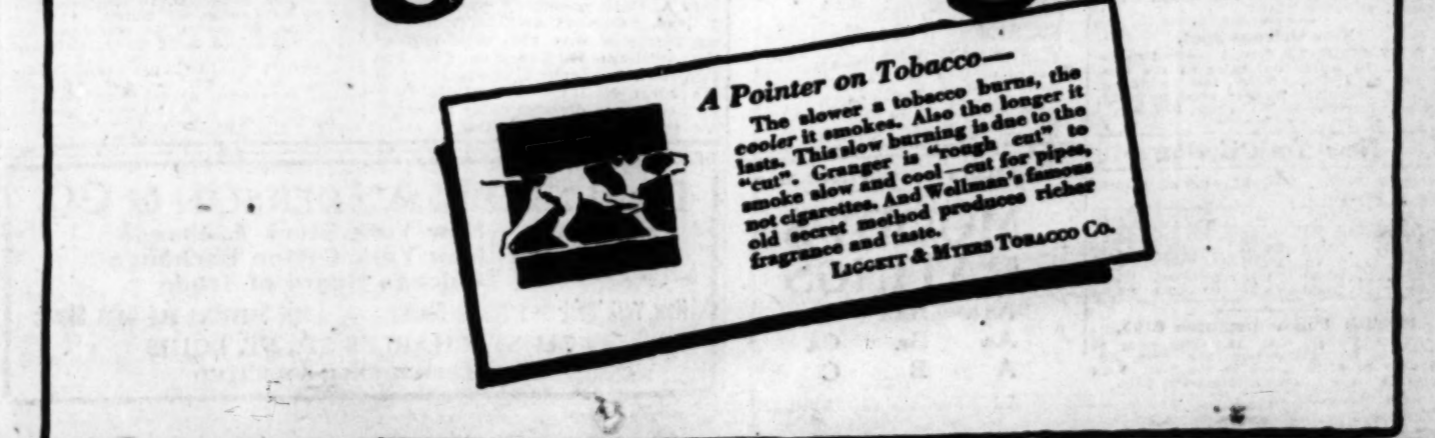 A Pointer on Tobacco—
The slower a tobacco burns, the
cooler it smokes. Also the longer it
lasts. This slow burning is due to the
"cut". Granger is "rough cut" to
smoke slow and cool—cut for pipes,
not cigarettes. And Wellman's famous
old secret method produces richer
fragrance and taste.
LIGGETT & MYERS TOBACCO CO.